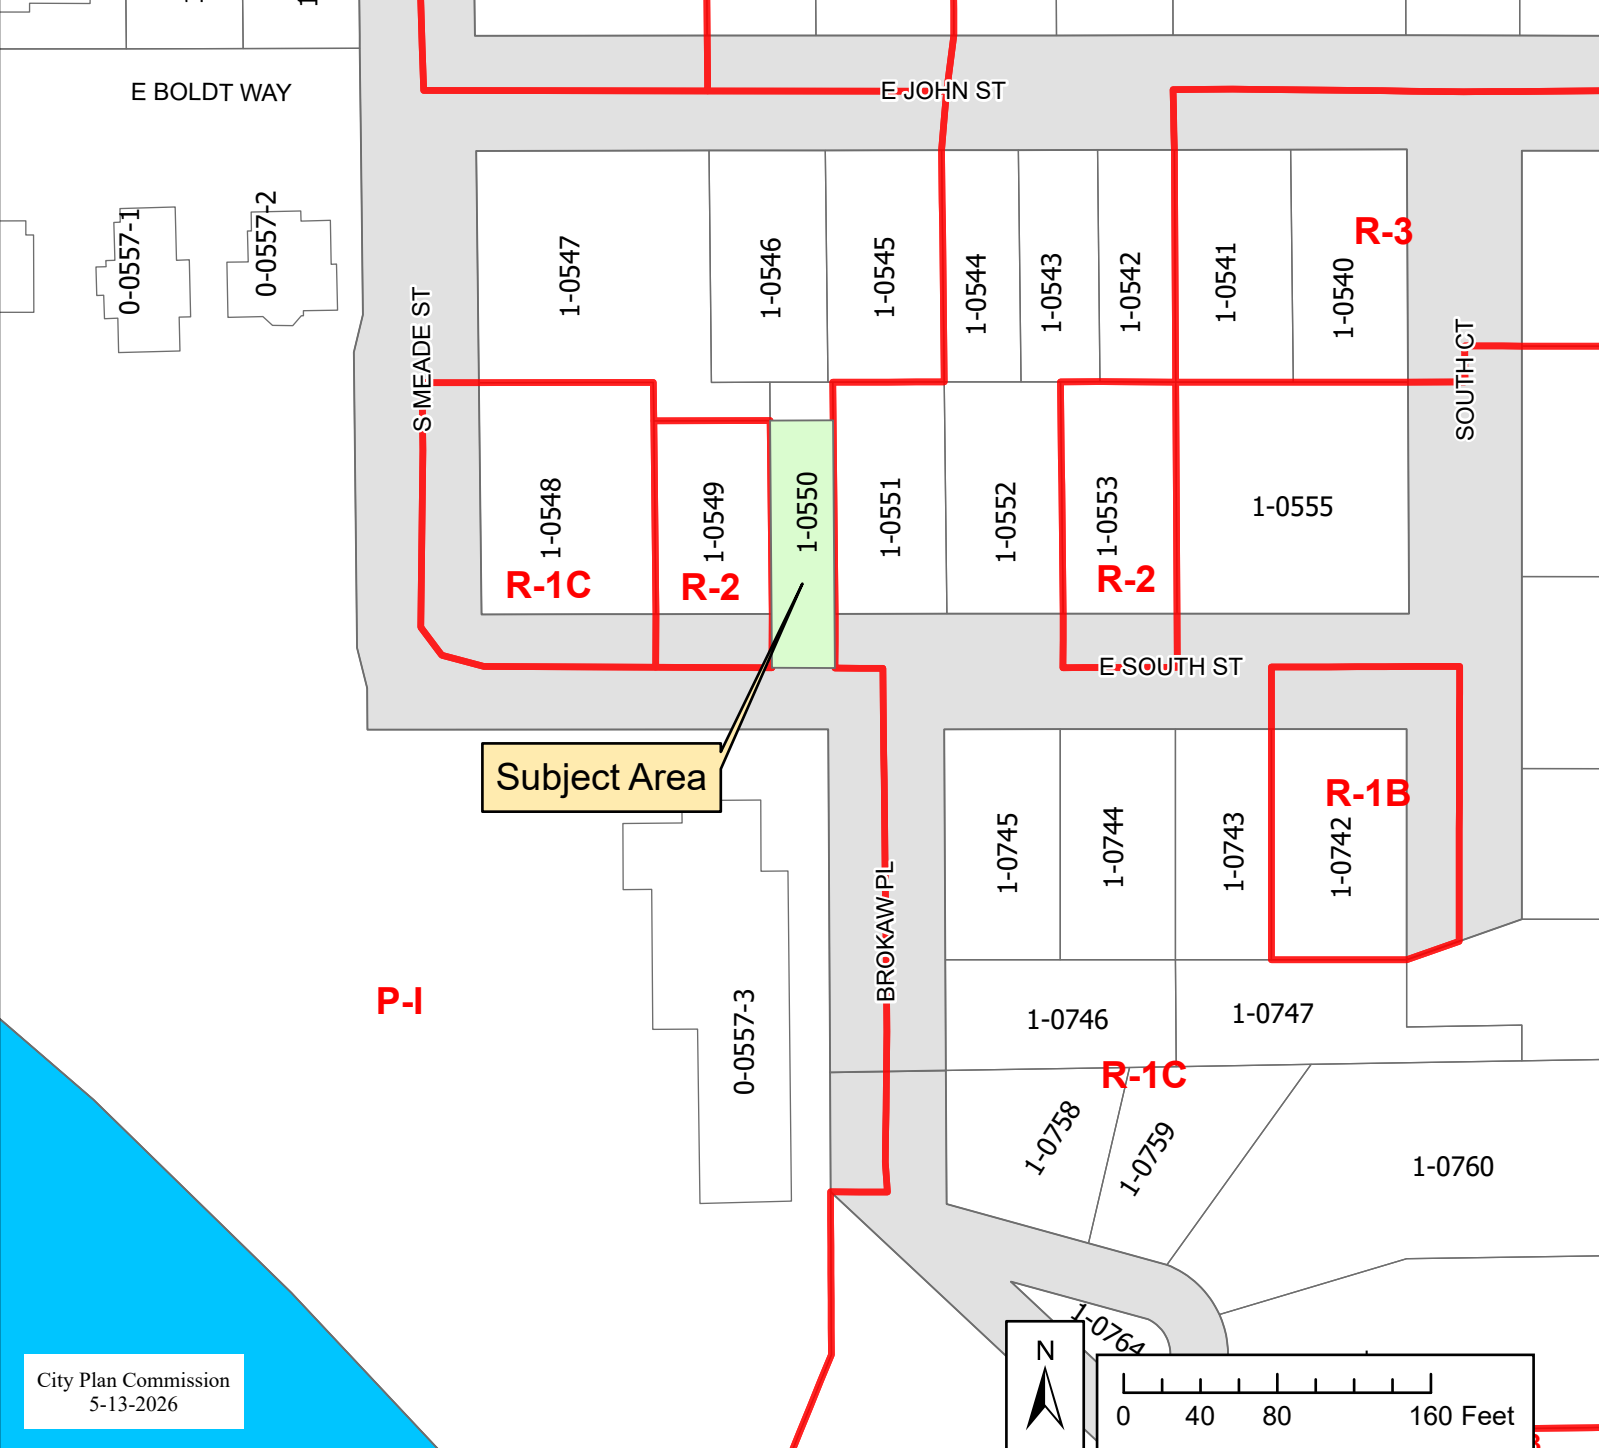 E BOLDT WAY
E JOHN ST
0-0557-1
0-0557-2
S MEADE ST
1-0547
1-0546
1-0545
1-0544
1-0543
1-0542
1-0541
1-0540
R-3
SOUTH CT
1-0548
1-0549
1-0550
1-0551
1-0552
1-0553
1-0555
R-1C
R-2
R-2
E SOUTH ST
Subject Area
R-1B
1-0745
1-0744
1-0743
1-0742
BROKAW PL
P-I
0-0557-3
1-0746
1-0747
R-1C
1-0758
1-0759
1-0760
1-0764
N
0 40 80 160 Feet
City Plan Commission
5-13-2026